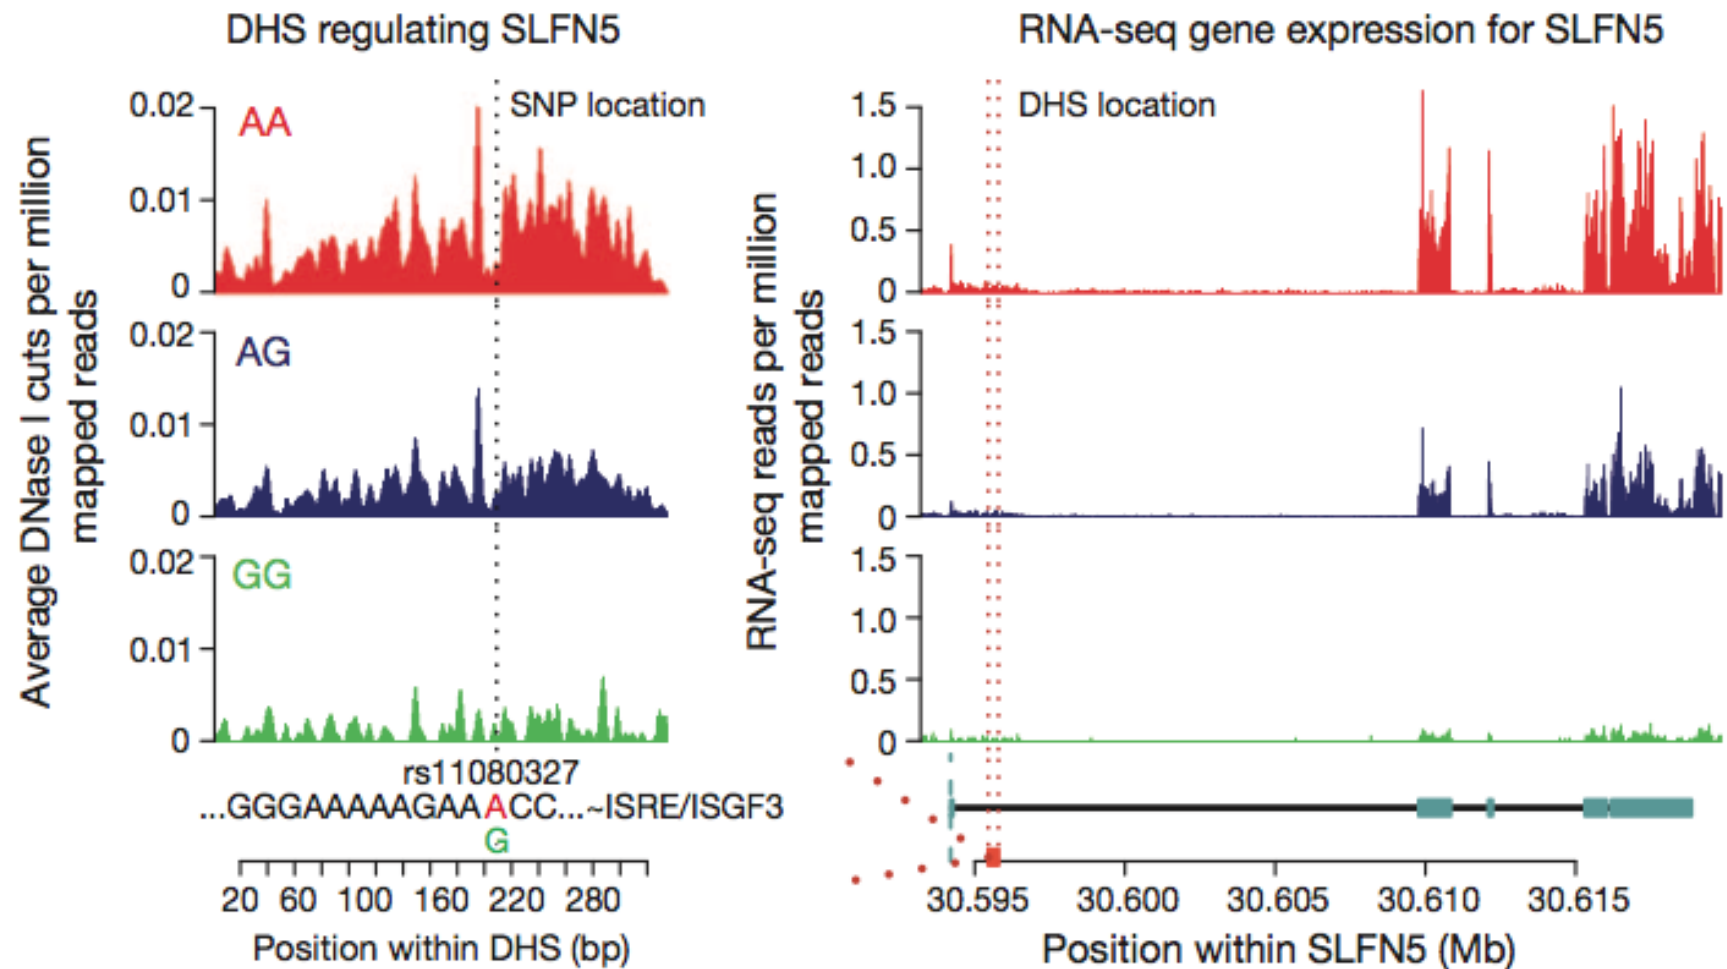 DHS regulating SLFN5
Average DNase I cuts per million
mapped reads
0.02
0.01
0
AA
SNP location
0.02
0.01
0
AG
0.02
0.01
0
GG
rs11080327
...GGGAAAAAGAAACC...~ISRE/ISGF3
G
20 60 100 160 220 280
Position within DHS (bp)
RNA-seq gene expression for SLFN5
RNA-seq reads per million
mapped reads
1.5
1.0
0.5
0
DHS location
1.5
1.0
0.5
0
1.5
1.0
0.5
0
30.595 30.600 30.605 30.610 30.615
Position within SLFN5 (Mb)